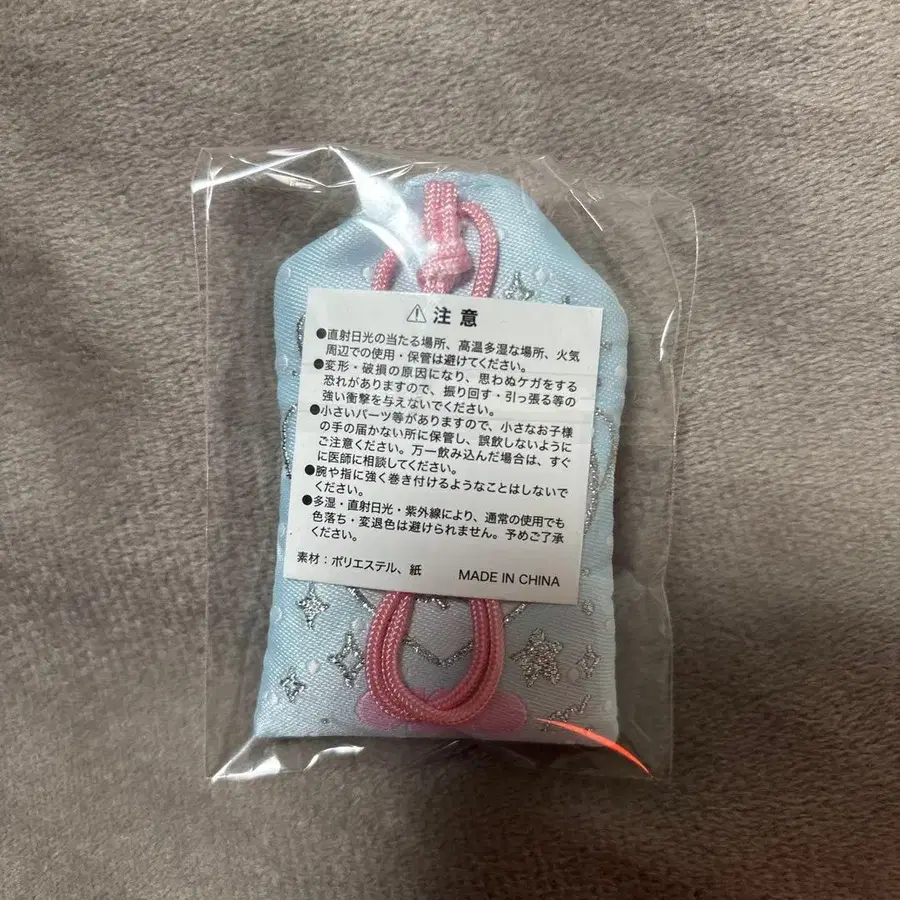 ⚠注意
●直射日光の当たる場所、高温多湿な場所、火気
周辺での使用・保管は避けてください。
●変形・破損の原因になり、思わぬケガをする
恐れがありますので、振り回す・引っ張る等の
強い衝撃を与えないでください。
●小さいパーツ等がありますので、小さなお子様
の手の届かない所に保管し、誤飲しないように
ご注意ください。万一飲み込んだ場合は、すぐ
に医師に相談してください。
●腕や指に強く巻き付けるようなことはしないで
ください。
●多湿・直射日光・紫外線により、通常の使用でも
色落ち・変退色は避けられません。予めご了承
ください。
素材：ポリエステル、紙 MADE IN CHINA